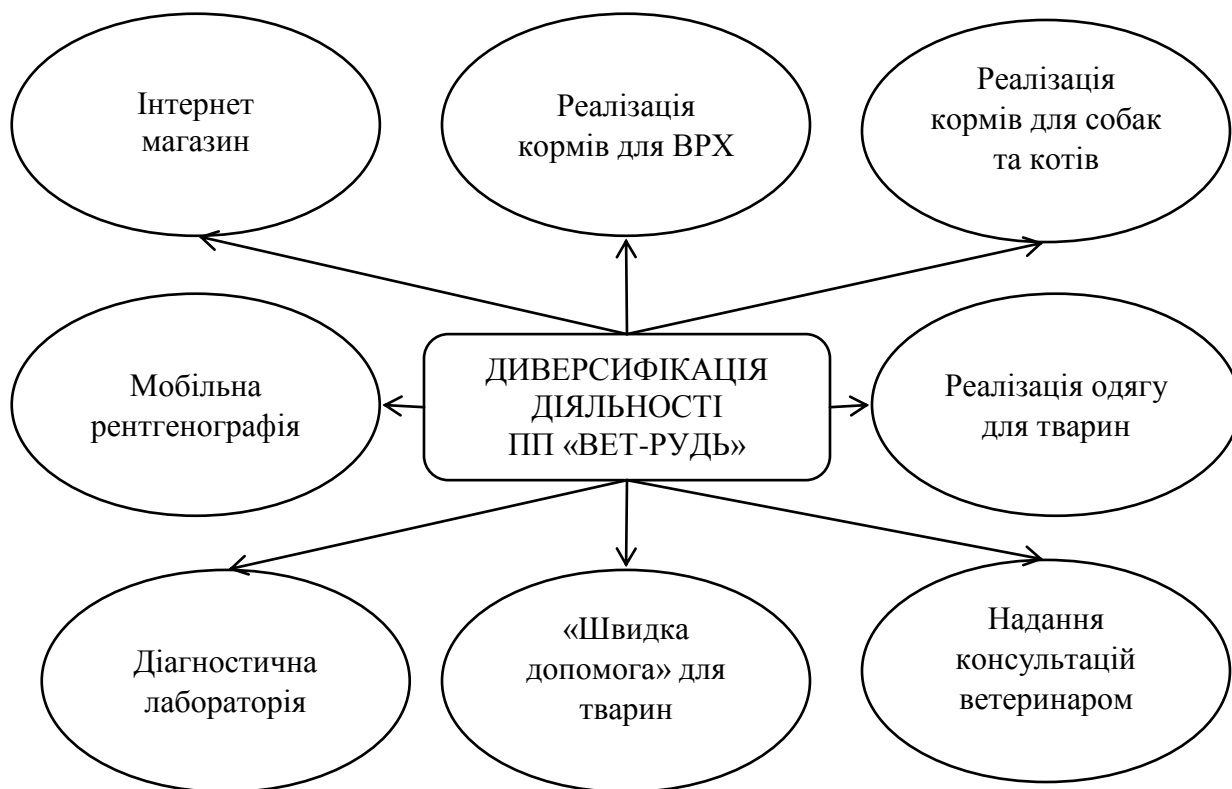 Інтернет
магазин
Реалізація
кормів для ВРХ
Реалізація
кормів для собак
та котів
Мобільна
рентгенографія
ДИВЕРСИФІКАЦІЯ
ДІЯЛЬНОСТІ
ПП «ВЕТ-РУДЬ»
Реалізація одягу
для тварин
Діагностична
лабораторія
«Швидка
допомога» для
тварин
Надання
консультацій
ветеринаром